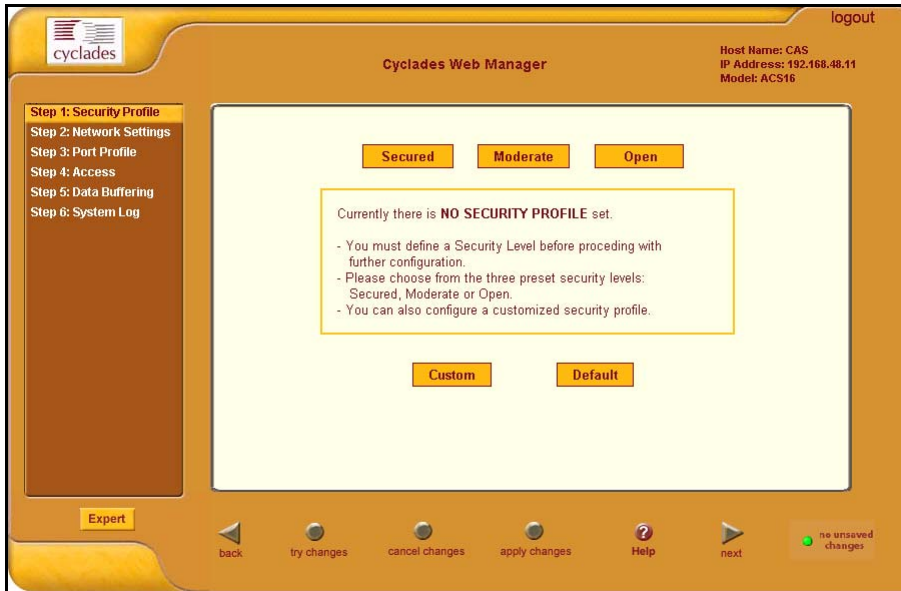 logout
cyclades
Cyclades Web Manager
Host Name: CAS
IP Address: 192.168.48.11
Model: ACS16
Step 1: Security Profile
Step 2: Network Settings
Step 3: Port Profile
Step 4: Access
Step 5: Data Buffering
Step 6: System Log
Secured
Moderate
Open
Currently there is NO SECURITY PROFILE set.
- You must define a Security Level before proceding with
further configuration.
- Please choose from the three preset security levels:
Secured, Moderate or Open.
- You can also configure a customized security profile.
Custom
Default
Expert
back
try changes
cancel changes
apply changes
?
Help
next
no unsaved
changes